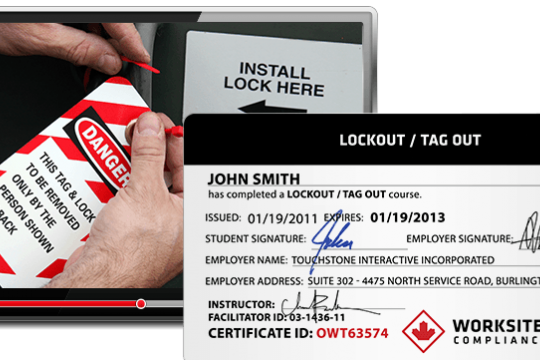 INSTALL
LOCK HERE
DANGER
THIS TAG & LOCK
TO BE REMOVED
ONLY BY THE
PERSON SHOWN
BACK
LOCKOUT / TAG OUT
JOHN SMITH
has completed a LOCKOUT / TAG OUT course.
ISSUED: 01/19/2011 EXPIRES: 01/19/2013
STUDENT SIGNATURE: John EMPLOYER SIGNATURE:
EMPLOYER NAME: TOUCHSTONE INTERACTIVE INCORPORATED
EMPLOYER ADDRESS: SUITE 302 - 4475 NORTH SERVICE ROAD, BURLINGT
INSTRUCTOR:
FACILITATOR ID: 03-1436-11
CERTIFICATE ID: OWT63574
WORKSITE
COMPLIANC